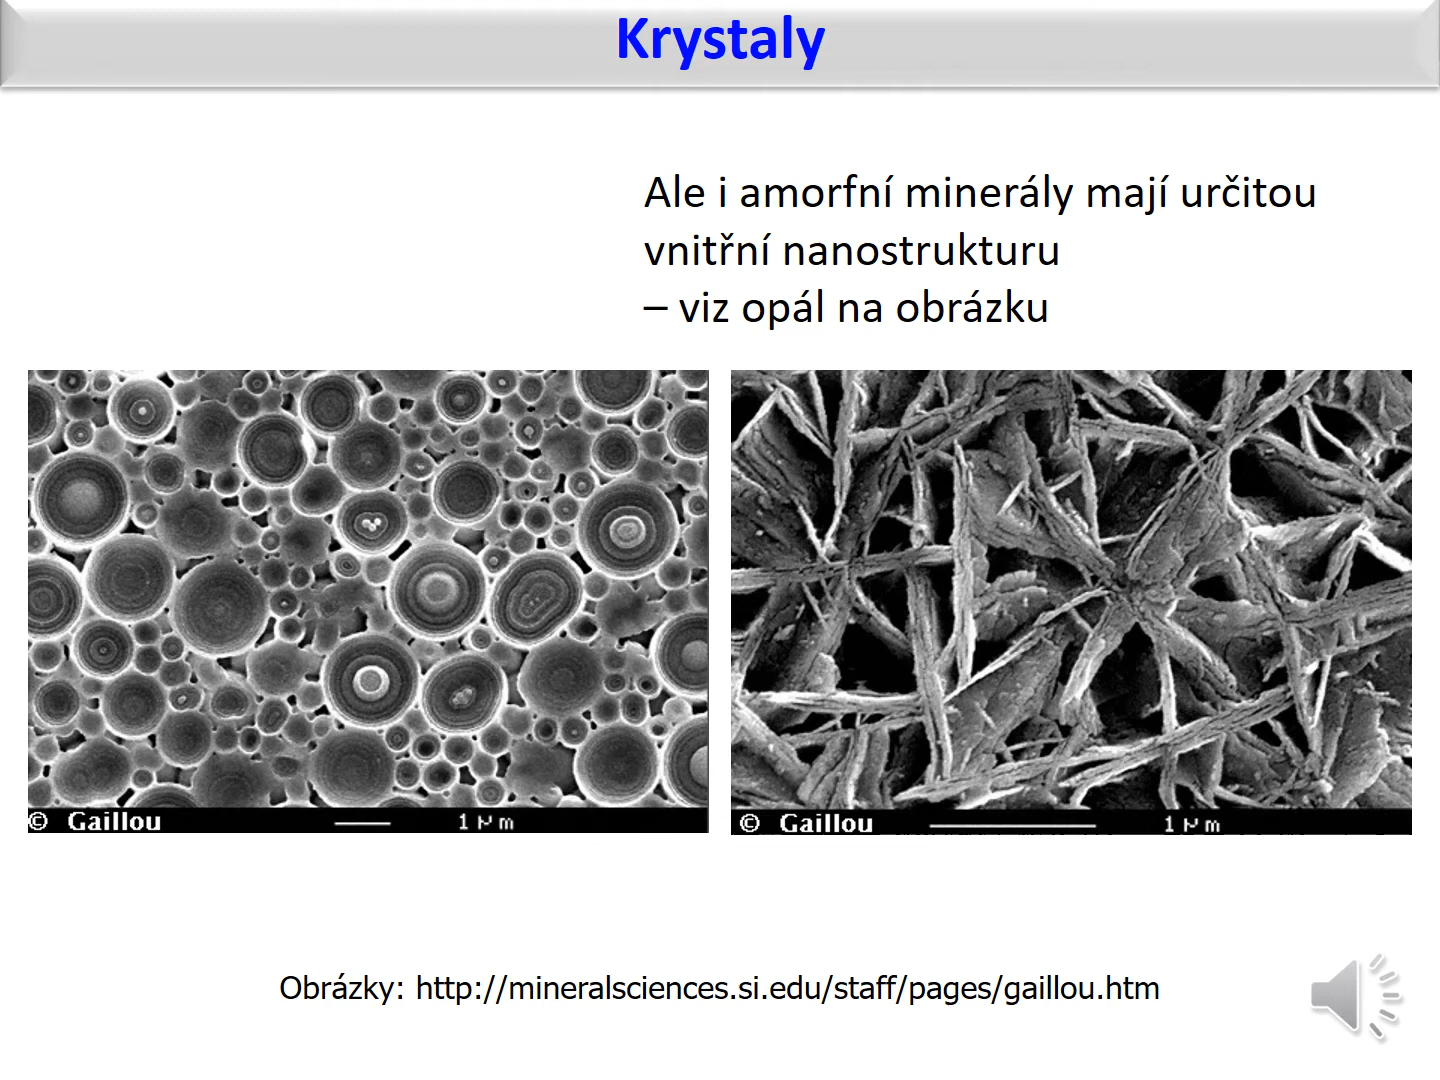 Krystaly
Ale i amorfní minerály mají určitou
vnitřní nanostrukturu
– viz opál na obrázku
© Gaillou 1 µm
© Gaillou 1 µm
Obrázky: http://mineralsciences.si.edu/staff/pages/gaillou.htm